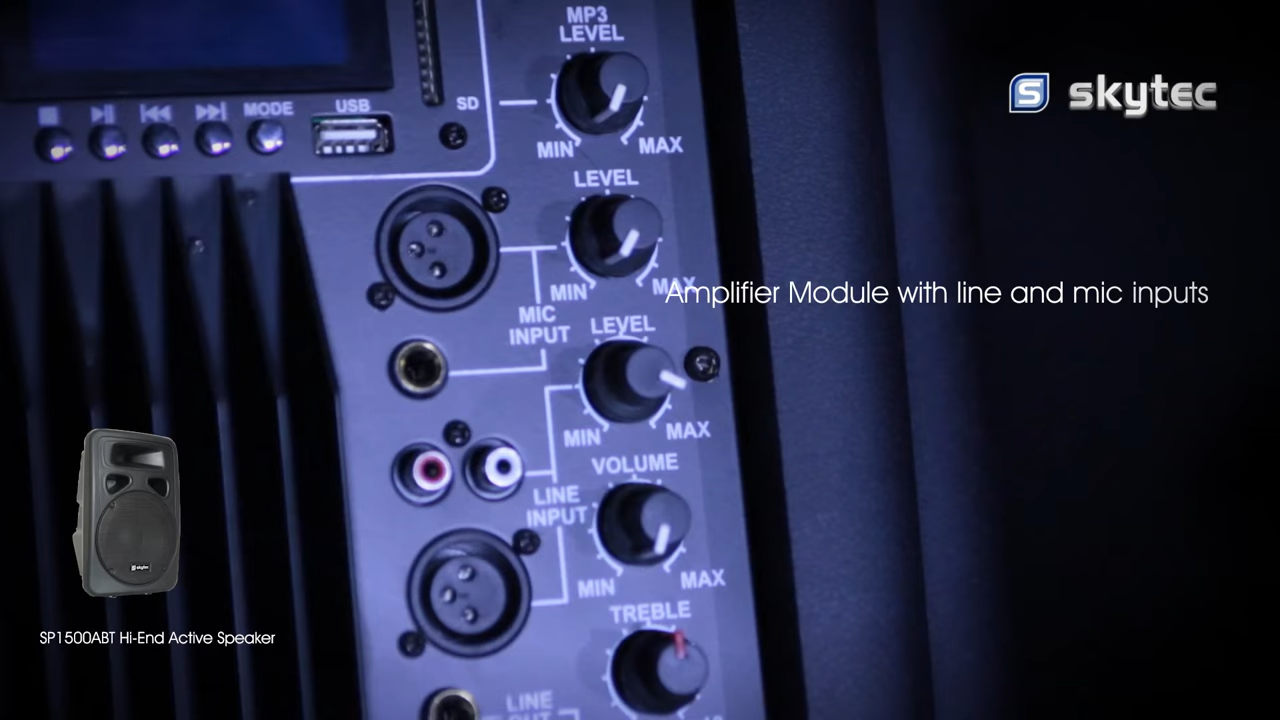 MP3
LEVEL
MODE
USB
SD
MIN
MAX
S skytec
LEVEL
MIN
MAX
Amplifier Module with line and mic inputs
MIC
INPUT
LEVEL
MIN
MAX
VOLUME
LINE
INPUT
MIN
MAX
skytec
TREBLE
SP1500ABT Hi-End Active Speaker
LINE